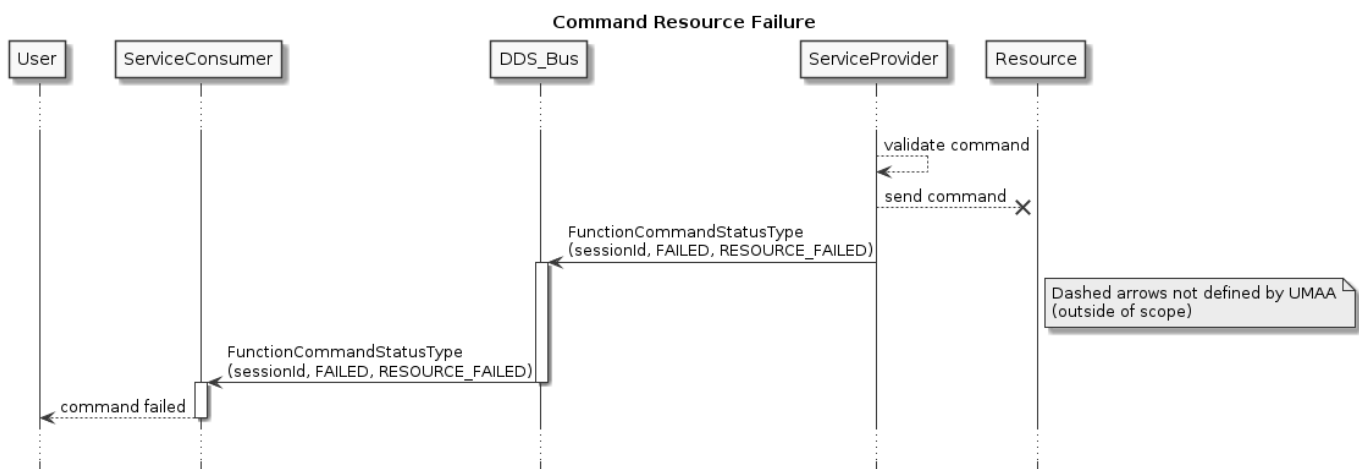 Command Resource Failure
User
ServiceConsumer
DDS_Bus
ServiceProvider
Resource
validate command
send command
FunctionCommandStatusType
(sessionId, FAILED, RESOURCE_FAILED)
Dashed arrows not defined by UMAA
(outside of scope)
FunctionCommandStatusType
(sessionId, FAILED, RESOURCE_FAILED)
command failed